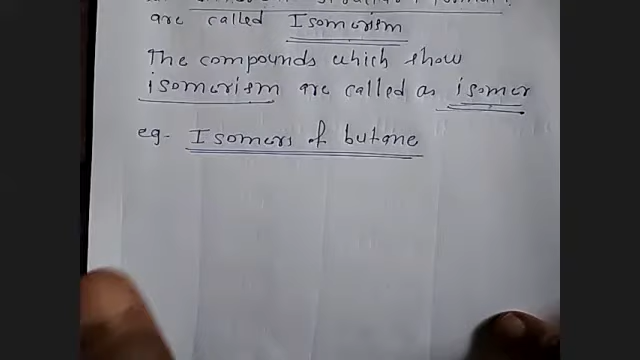 are called Isomerism
The compounds which show
isomerism are called as isomer
eg- Isomers of butane